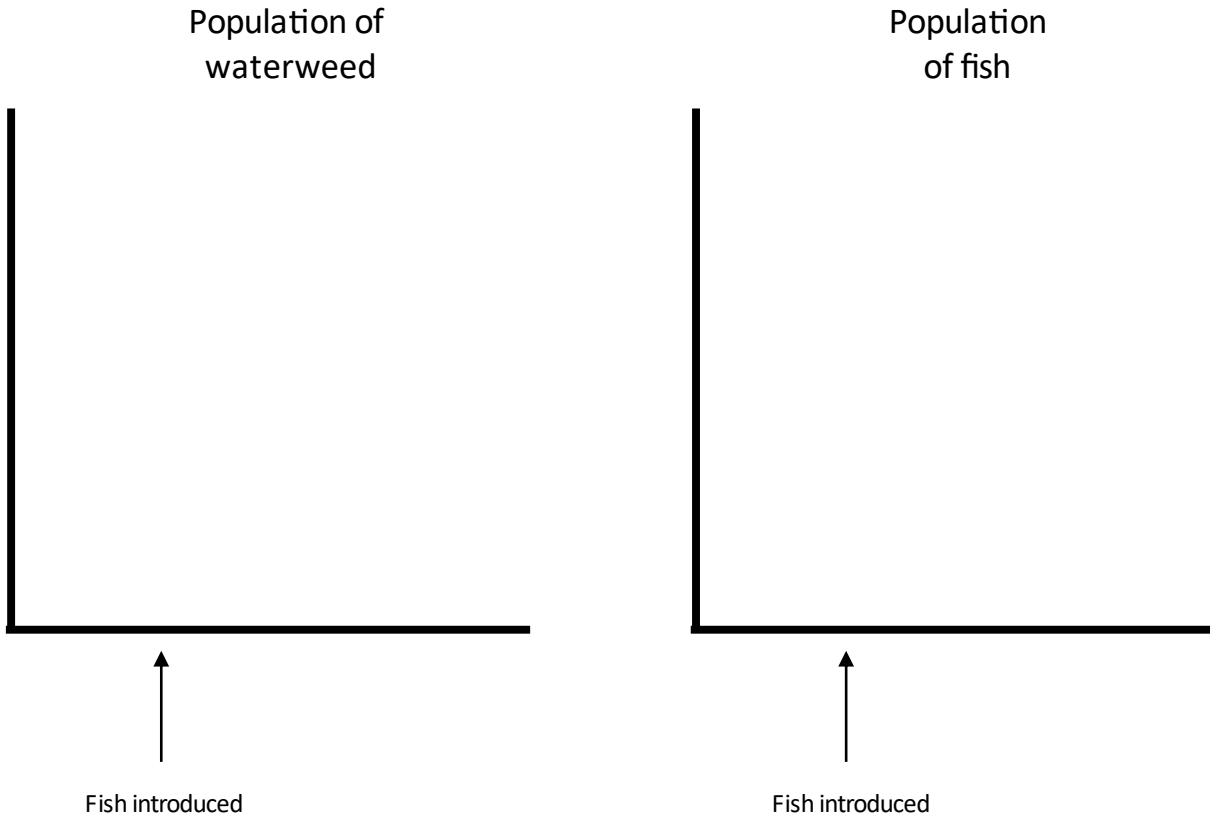 Population of
waterweed
Population
of fish
Fish introduced
Fish introduced